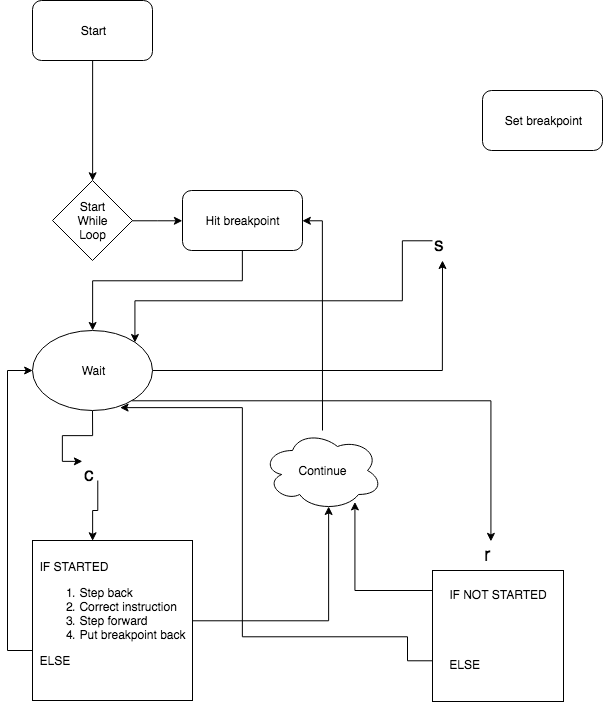 Start
Set breakpoint
Start
While
Loop
Hit breakpoint
s
Wait
Continue
c
r
IF STARTED
1. Step back
2. Correct instruction
3. Step forward
4. Put breakpoint back
ELSE
IF NOT STARTED
ELSE